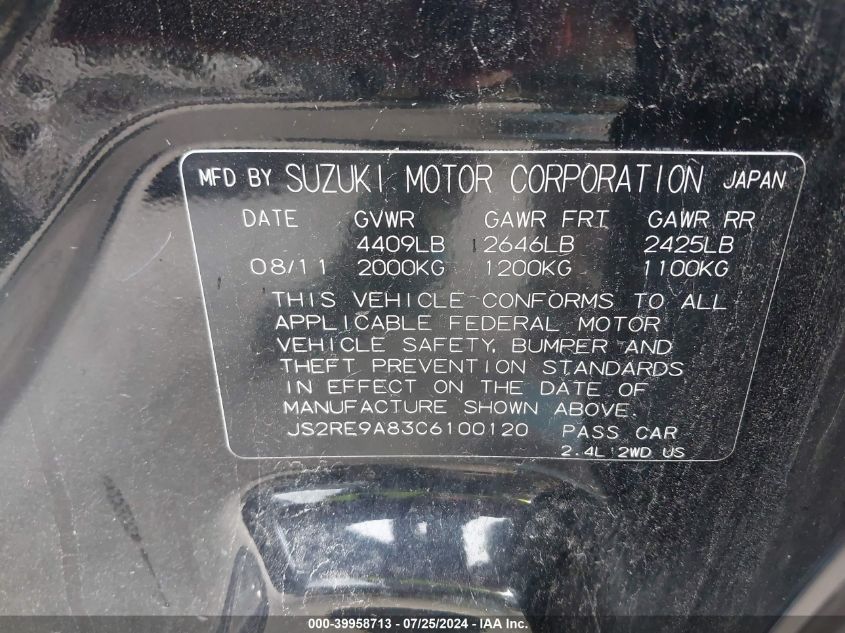 MFD BY SUZUKI MOTOR CORPORATION JAPAN
DATE GVWR GAWR FRT GAWR RR
4409LB 2646LB 2425LB
08/11 2000KG 1200KG 1100KG
THIS VEHICLE CONFORMS TO ALL
APPLICABLE FEDERAL MOTOR
VEHICLE SAFETY, BUMPER AND
THEFT PREVENTION STANDARDS
IN EFFECT ON THE DATE OF
MANUFACTURE SHOWN ABOVE.
JS2RE9A83C6100120 PASS CAR
2.4L 2WD US
000-39958713 - 07/25/2024 - IAA Inc.